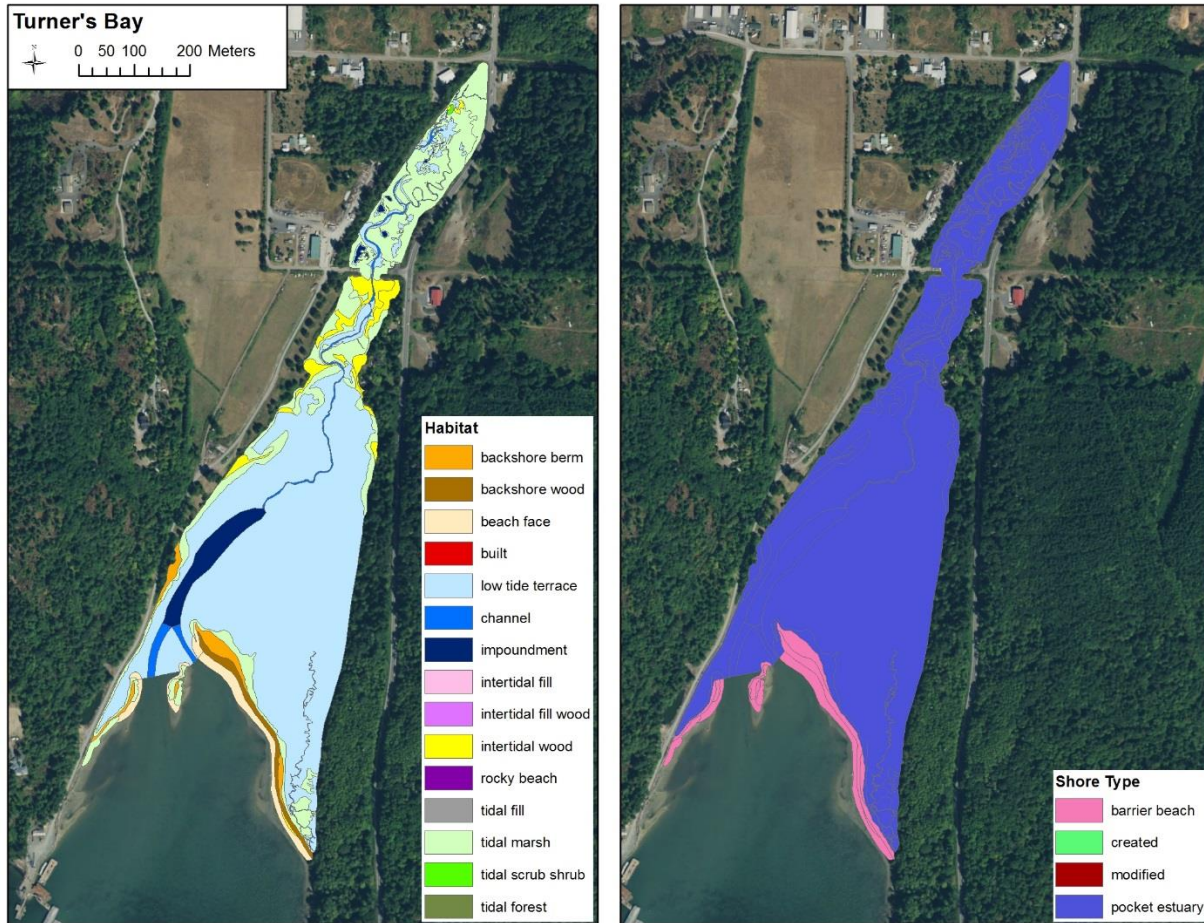 Turner's Bay
N
0 50 100 200 Meters
Habitat
backshore berm
backshore wood
beach face
built
low tide terrace
channel
impoundment
intertidal fill
intertidal fill wood
intertidal wood
rocky beach
tidal fill
tidal marsh
tidal scrub shrub
tidal forest
Shore Type
barrier beach
created
modified
pocket estuary